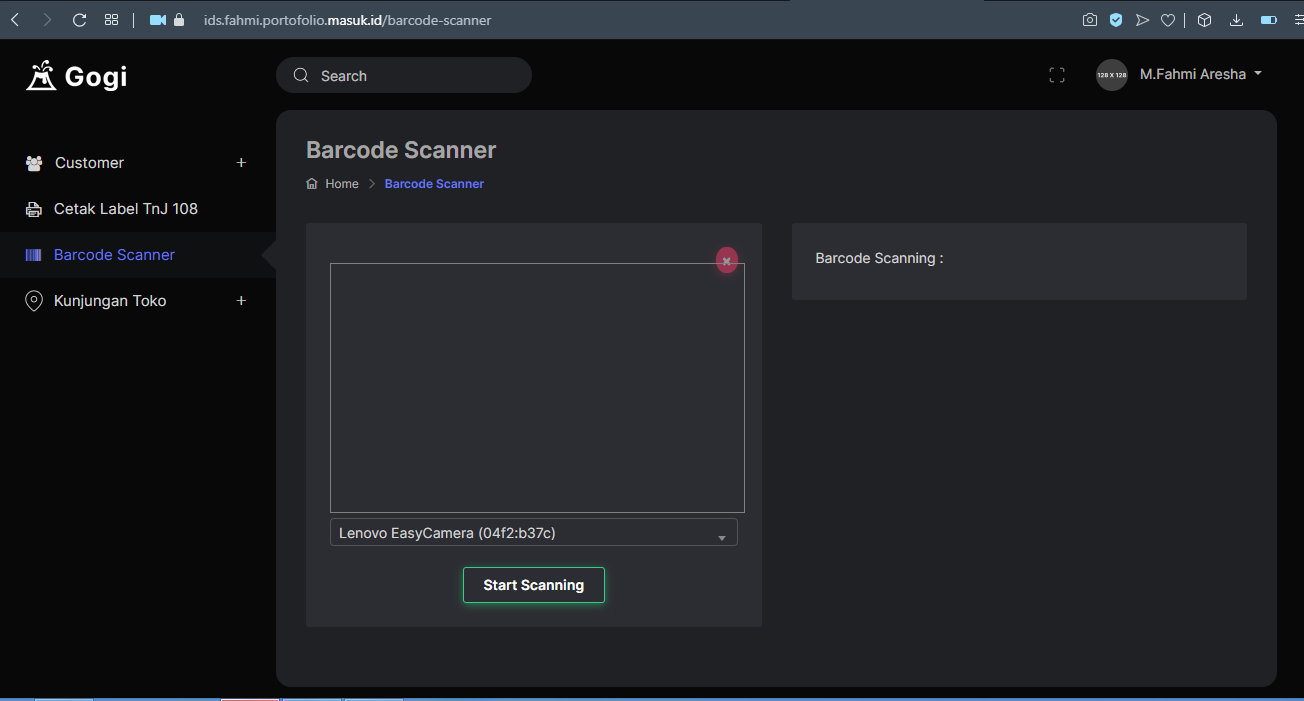 ids.fahmi.portofolio.masuk.id/barcode-scanner
Gogi
Search
128 X 128
M.Fahmi Aresha
Customer +
Cetak Label TnJ 108
Barcode Scanner
Kunjungan Toko +
Barcode Scanner
Home > Barcode Scanner
Lenovo EasyCamera (04f2:b37c)
Start Scanning
Barcode Scanning :